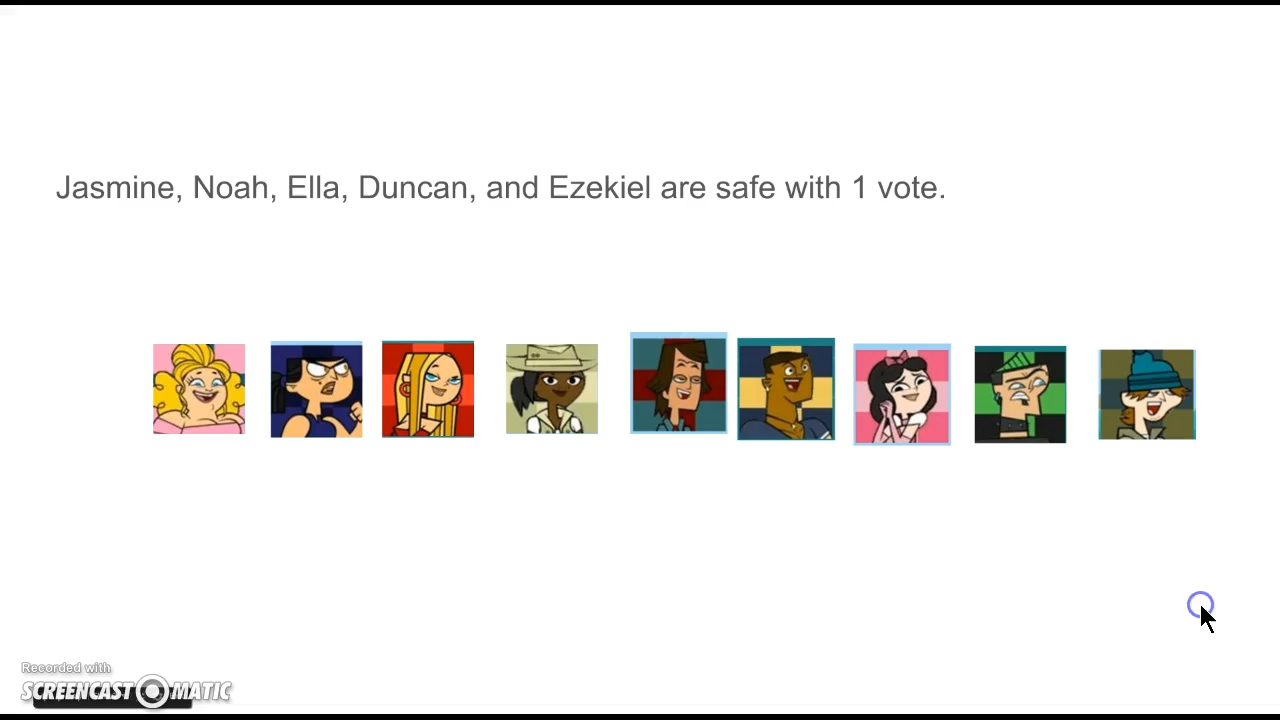 Jasmine, Noah, Ella, Duncan, and Ezekiel are safe with 1 vote.
Recorded with
SCREENCAST-O-MATIC